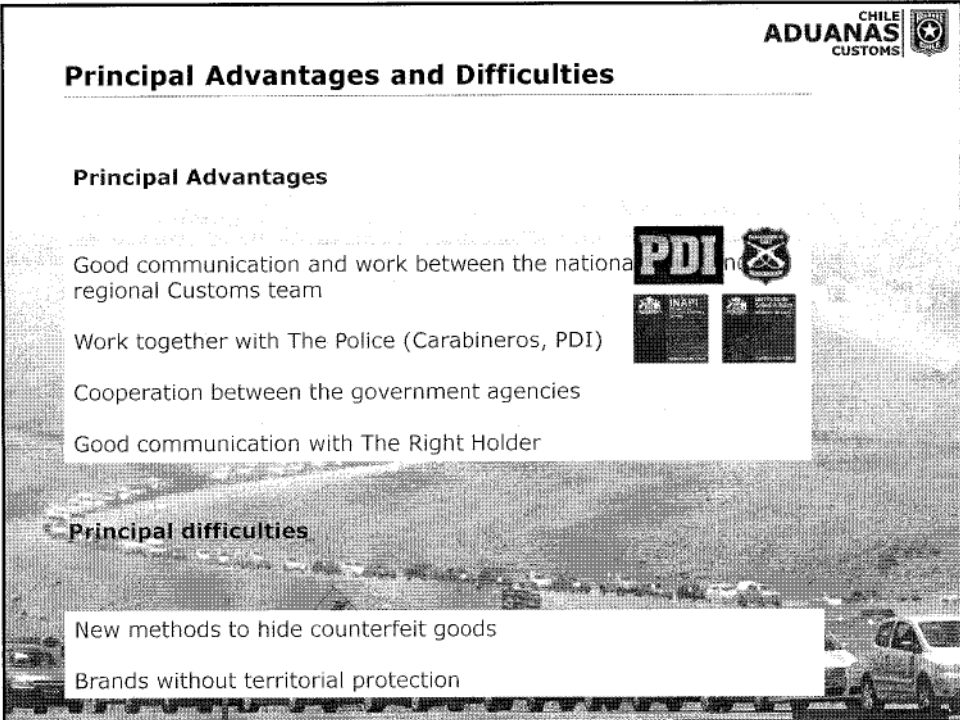 CHILE
ADUANAS
CUSTOMS
Principal Advantages and Difficulties
Principal Advantages
Good communication and work between the national
regional Customs team
PDI
INAPI
Work together with The Police (Carabineros, PDI)
Cooperation between the government agencies
Good communication with The Right Holder
Principal difficulties
New methods to hide counterfeit goods
Brands without territorial protection